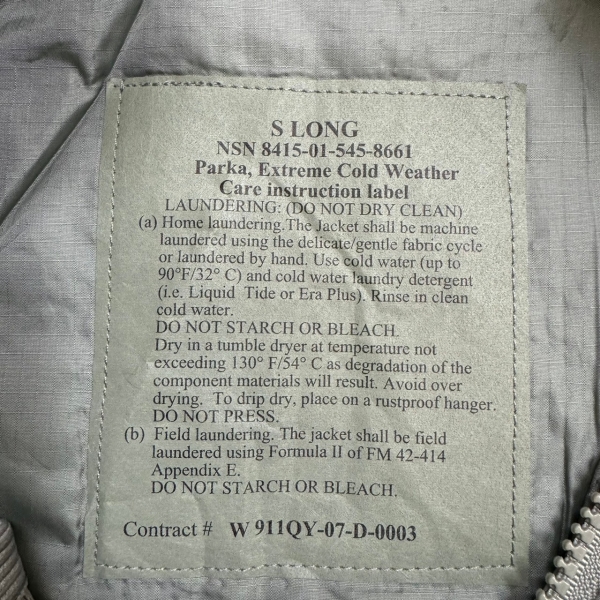 S LONG
NSN 8415-01-545-8661
Parka, Extreme Cold Weather
Care instruction label
LAUNDERING: (DO NOT DRY CLEAN)
(a) Home laundering.The Jacket shall be machine
laundered using the delicate/gentle fabric cycle
or laundered by hand. Use cold water (up to
90°F/32° C) and cold water laundry detergent
(i.e. Liquid Tide or Era Plus). Rinse in clean
cold water.
DO NOT STARCH OR BLEACH.
Dry in a tumble dryer at temperature not
exceeding 130° F/54° C as degradation of the
component materials will result. Avoid over
drying. To drip dry, place on a rustproof hanger.
DO NOT PRESS.
(b) Field laundering. The jacket shall be field
laundered using Formula II of FM 42-414
Appendix E.
DO NOT STARCH OR BLEACH.
Contract # W 911QY-07-D-0003